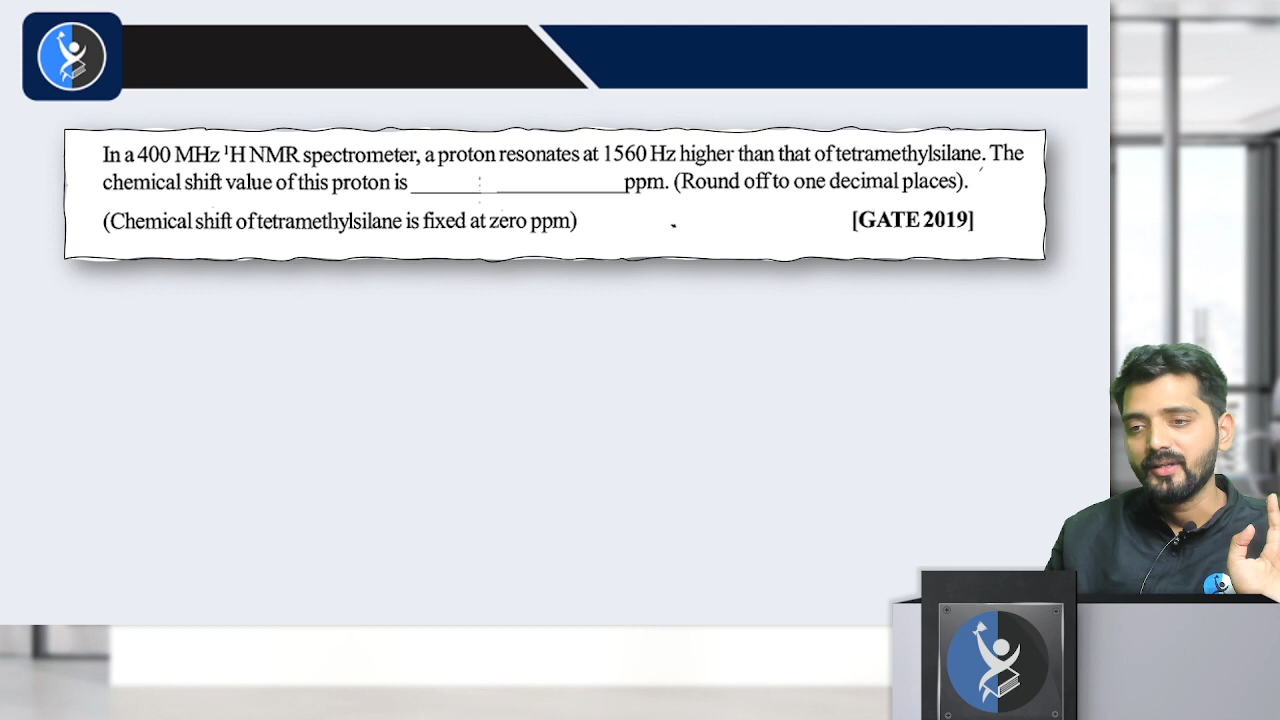 In a 400 MHz ¹H NMR spectrometer, a proton resonates at 1560 Hz higher than that of tetramethylsilane. The
chemical shift value of this proton is ____________________ppm. (Round off to one decimal places).
(Chemical shift of tetramethylsilane is fixed at zero ppm) [GATE 2019]